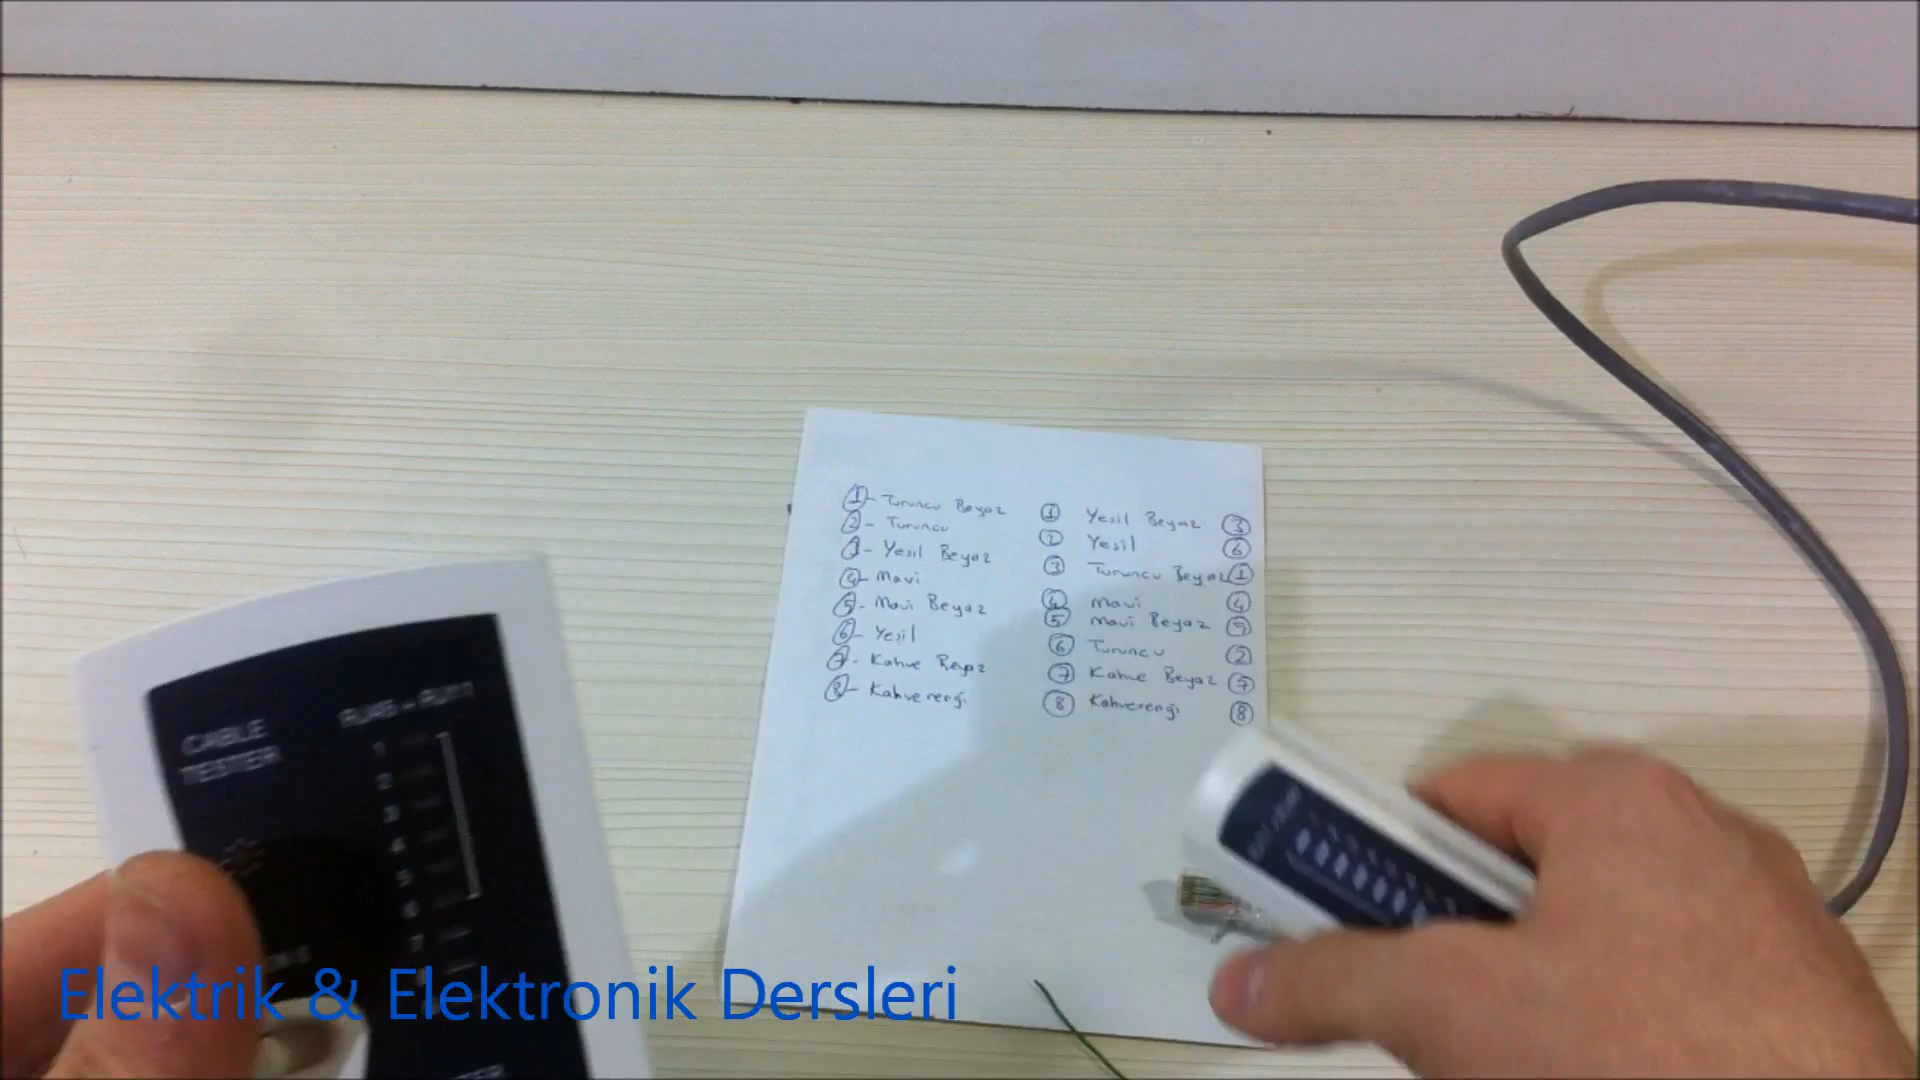 ①- Turuncu Beyaz
②- Turuncu
③- Yesil Beyaz
④- Mavi
⑤- Mavi Beyaz
⑥- Yesil
⑦- Kahve Beyaz
⑧- Kahverengi
① Yesil Beyaz ③
② Yesil ⑥
③ Turuncu Beyaz ①
④ Mavi ④
⑤ Mavi Beyaz ⑤
⑥ Turuncu ②
⑦ Kahve Beyaz ⑦
⑧ Kahverengi ⑧
CABLE
TESTER
RJ45 - RJ11
1
2
3
4
5
6
7
Elektrik & Elektronik Dersleri